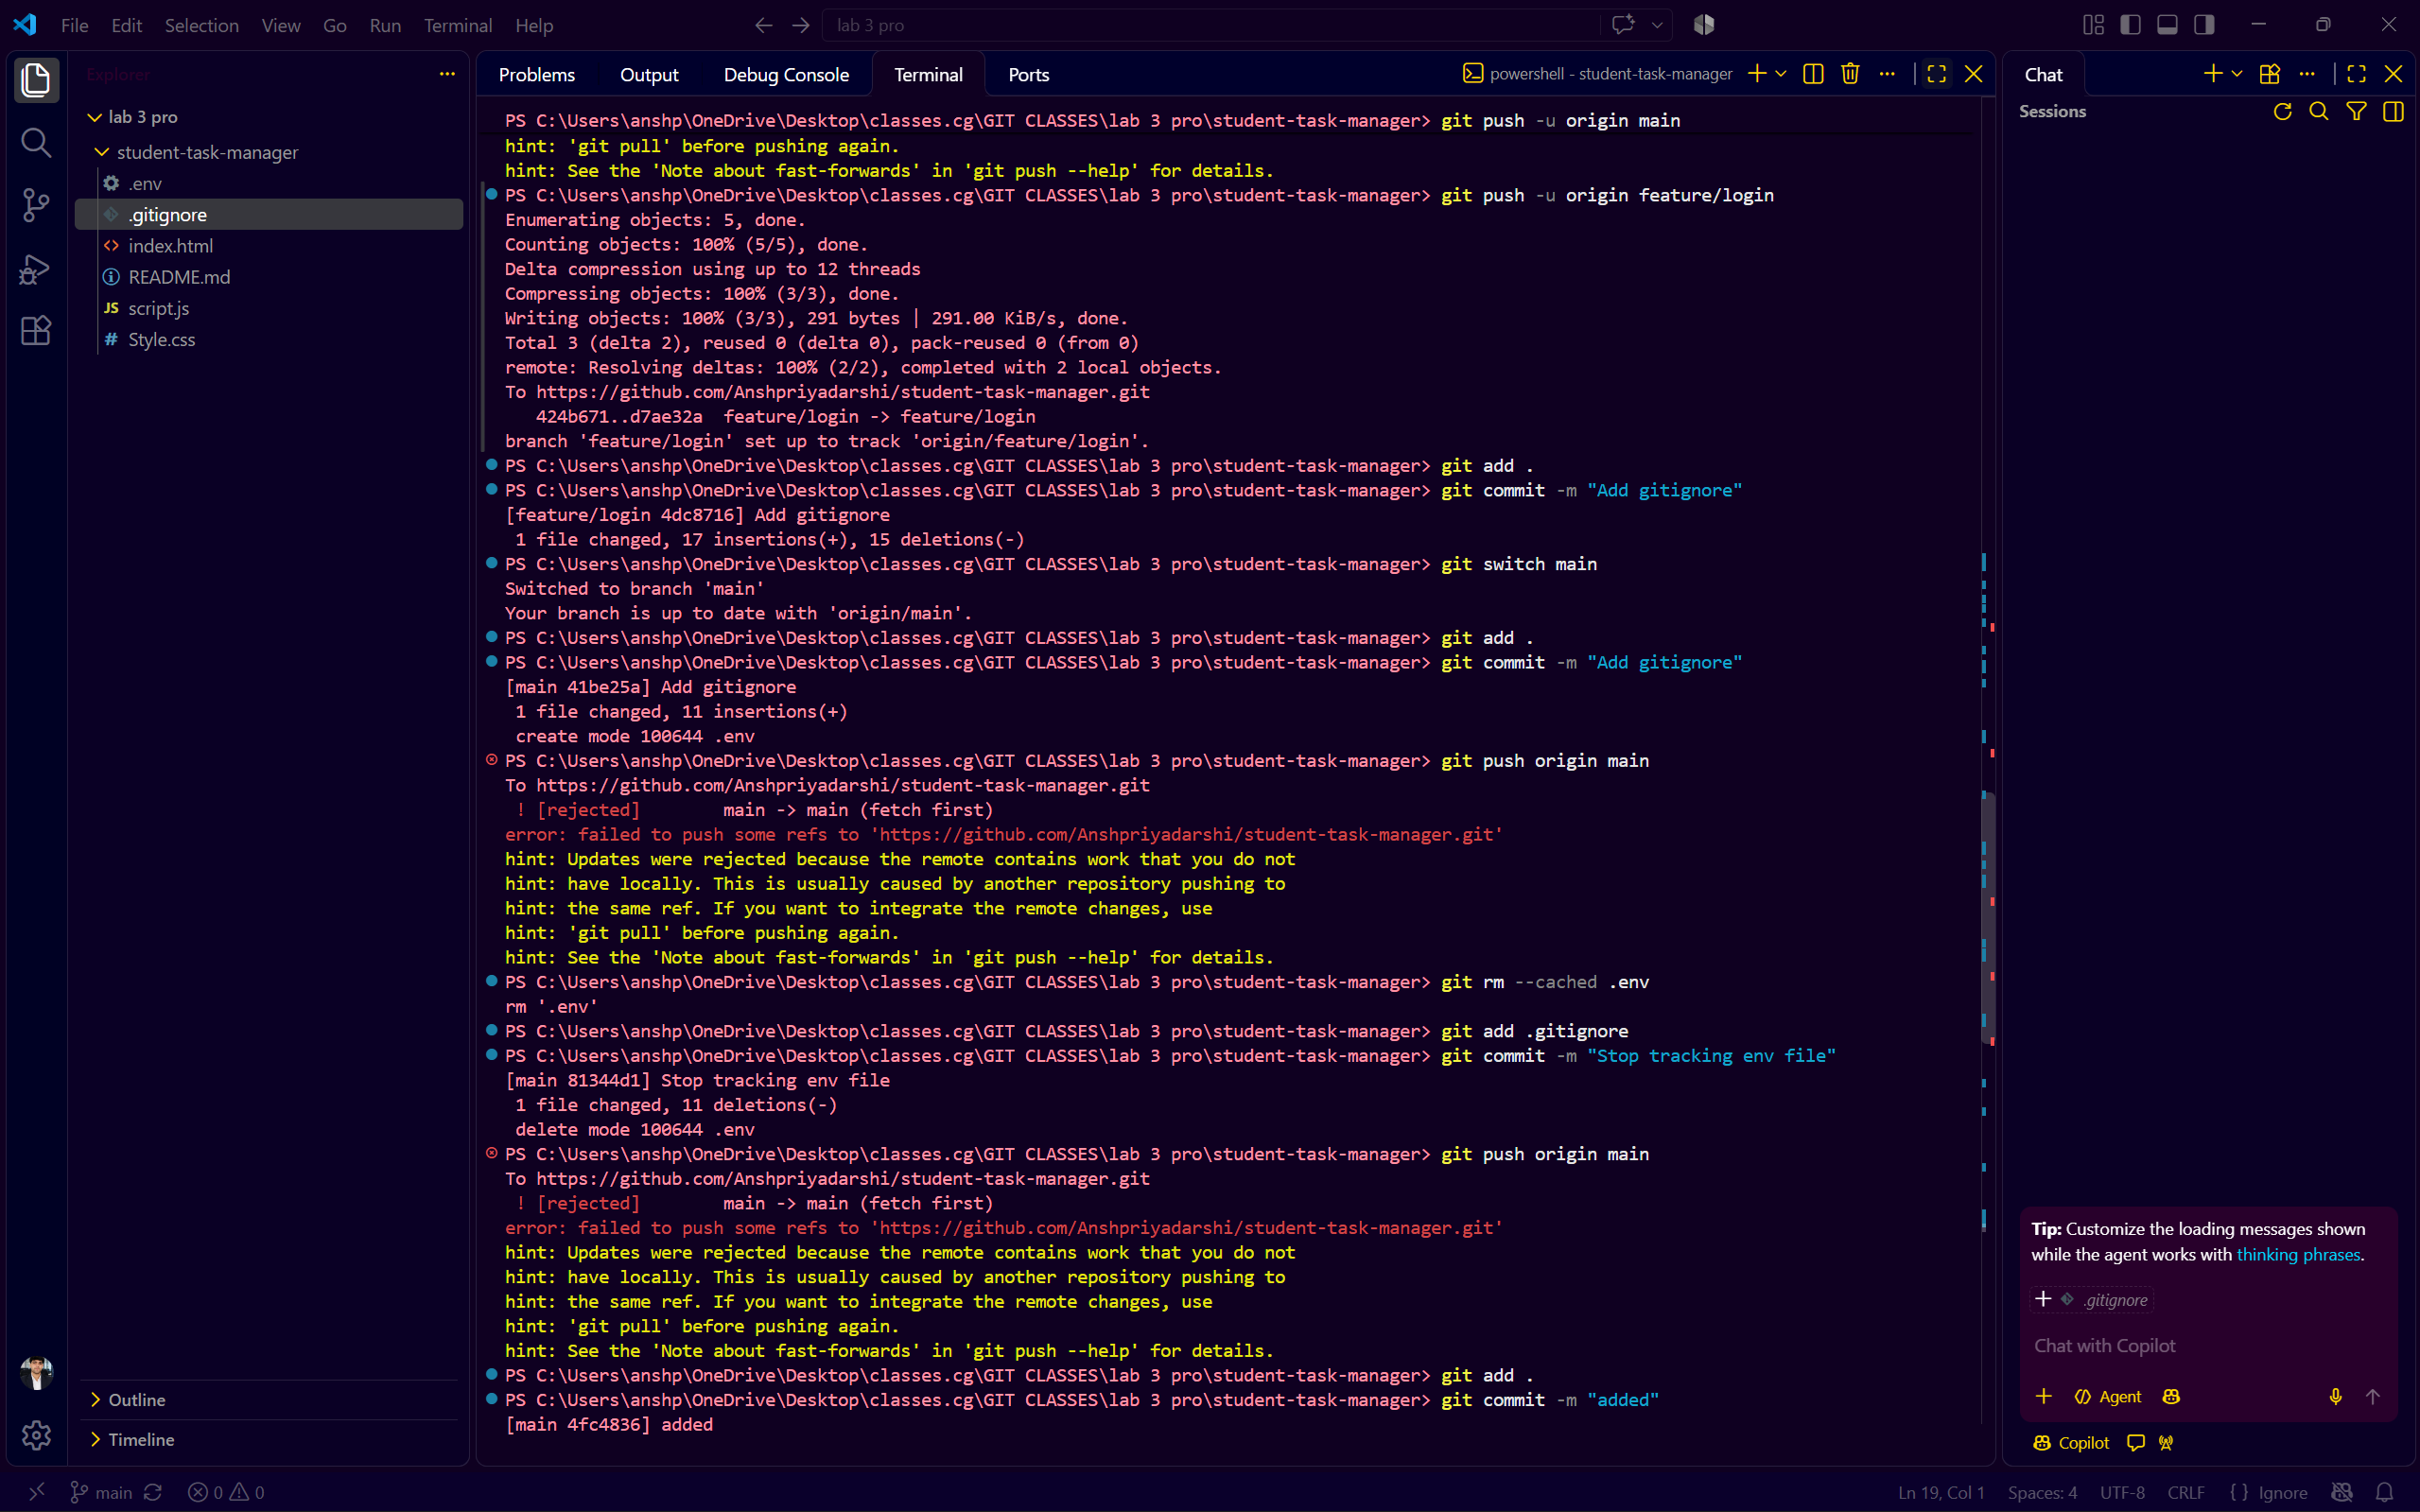 File Edit Selection View Go Run Terminal Help
lab 3 pro
Explorer
lab 3 pro
student-task-manager
.env
.gitignore
index.html
README.md
JS script.js
# Style.css
Outline
Timeline
Problems Output Debug Console Terminal Ports
powershell - student-task-manager
PS C:\Users\anshp\OneDrive\Desktop\classes.cg\GIT CLASSES\lab 3 pro\student-task-manager> git push -u origin main
hint: 'git pull' before pushing again.
hint: See the 'Note about fast-forwards' in 'git push --help' for details.
PS C:\Users\anshp\OneDrive\Desktop\classes.cg\GIT CLASSES\lab 3 pro\student-task-manager> git push -u origin feature/login
Enumerating objects: 5, done.
Counting objects: 100% (5/5), done.
Delta compression using up to 12 threads
Compressing objects: 100% (3/3), done.
Writing objects: 100% (3/3), 291 bytes | 291.00 KiB/s, done.
Total 3 (delta 2), reused 0 (delta 0), pack-reused 0 (from 0)
remote: Resolving deltas: 100% (2/2), completed with 2 local objects.
To https://github.com/Anshpriyadarshi/student-task-manager.git
424b671..d7ae32a feature/login -> feature/login
branch 'feature/login' set up to track 'origin/feature/login'.
PS C:\Users\anshp\OneDrive\Desktop\classes.cg\GIT CLASSES\lab 3 pro\student-task-manager> git add .
PS C:\Users\anshp\OneDrive\Desktop\classes.cg\GIT CLASSES\lab 3 pro\student-task-manager> git commit -m "Add gitignore"
[feature/login 4dc8716] Add gitignore
1 file changed, 17 insertions(+), 15 deletions(-)
PS C:\Users\anshp\OneDrive\Desktop\classes.cg\GIT CLASSES\lab 3 pro\student-task-manager> git switch main
Switched to branch 'main'
Your branch is up to date with 'origin/main'.
PS C:\Users\anshp\OneDrive\Desktop\classes.cg\GIT CLASSES\lab 3 pro\student-task-manager> git add .
PS C:\Users\anshp\OneDrive\Desktop\classes.cg\GIT CLASSES\lab 3 pro\student-task-manager> git commit -m "Add gitignore"
[main 41be25a] Add gitignore
1 file changed, 11 insertions(+)
create mode 100644 .env
PS C:\Users\anshp\OneDrive\Desktop\classes.cg\GIT CLASSES\lab 3 pro\student-task-manager> git push origin main
To https://github.com/Anshpriyadarshi/student-task-manager.git
! [rejected] main -> main (fetch first)
error: failed to push some refs to 'https://github.com/Anshpriyadarshi/student-task-manager.git'
hint: Updates were rejected because the remote contains work that you do not
hint: have locally. This is usually caused by another repository pushing to
hint: the same ref. If you want to integrate the remote changes, use
hint: 'git pull' before pushing again.
hint: See the 'Note about fast-forwards' in 'git push --help' for details.
PS C:\Users\anshp\OneDrive\Desktop\classes.cg\GIT CLASSES\lab 3 pro\student-task-manager> git rm --cached .env
rm '.env'
PS C:\Users\anshp\OneDrive\Desktop\classes.cg\GIT CLASSES\lab 3 pro\student-task-manager> git add .gitignore
PS C:\Users\anshp\OneDrive\Desktop\classes.cg\GIT CLASSES\lab 3 pro\student-task-manager> git commit -m "Stop tracking env file"
[main 81344d1] Stop tracking env file
1 file changed, 11 deletions(-)
delete mode 100644 .env
PS C:\Users\anshp\OneDrive\Desktop\classes.cg\GIT CLASSES\lab 3 pro\student-task-manager> git push origin main
To https://github.com/Anshpriyadarshi/student-task-manager.git
! [rejected] main -> main (fetch first)
error: failed to push some refs to 'https://github.com/Anshpriyadarshi/student-task-manager.git'
hint: Updates were rejected because the remote contains work that you do not
hint: have locally. This is usually caused by another repository pushing to
hint: the same ref. If you want to integrate the remote changes, use
hint: 'git pull' before pushing again.
hint: See the 'Note about fast-forwards' in 'git push --help' for details.
PS C:\Users\anshp\OneDrive\Desktop\classes.cg\GIT CLASSES\lab 3 pro\student-task-manager> git add .
PS C:\Users\anshp\OneDrive\Desktop\classes.cg\GIT CLASSES\lab 3 pro\student-task-manager> git commit -m "added"
[main 4fc4836] added
Chat
Sessions
Tip: Customize the loading messages shown
while the agent works with thinking phrases.
.gitignore
Chat with Copilot
Agent
Copilot
main 0 0
Ln 19, Col 1 Spaces: 4 UTF-8 CRLF { } Ignore